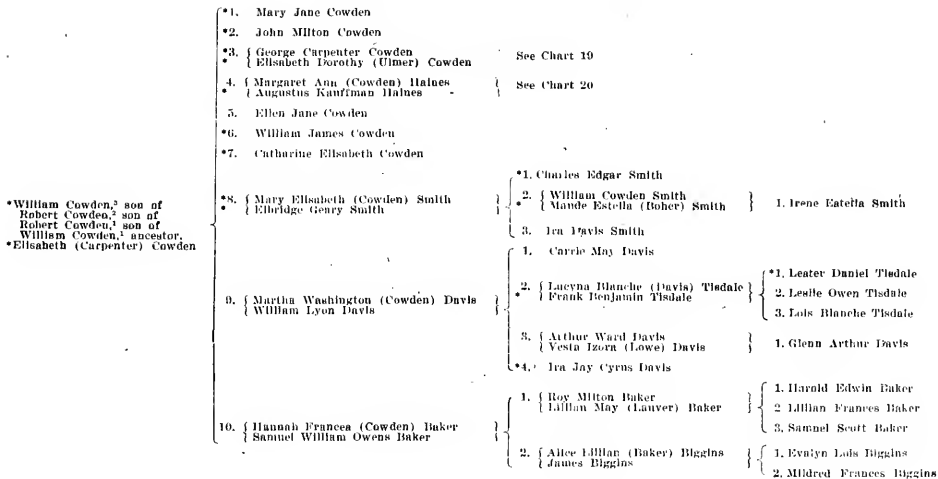 *1. Mary Jane Cowden
*2. John Milton Cowden
*3. { George Carpenter Cowden
* { Elisabeth Dorothy (Ulmer) Cowden
See Chart 19
4. { Margaret Ann (Cowden) Haines }
* { Augustus Kauffman Haines }
See Chart 20
5. Ellen Jane Cowden
*6. William James Cowden
*7. Catharine Elisabeth Cowden
*William Cowden,³ son of
Robert Cowden,² son of
Robert Cowden,¹ son of
William Cowden,¹ ancestor.
*Elisabeth (Carpenter) Cowden
*8. { Mary Elisabeth (Cowden) Smith }
* { Elbridge Genry Smith }
*1. Charles Edgar Smith
2. { William Cowden Smith }
* { Maude Estella (Boher) Smith }
1. Irene Estella Smith
3. Ira Davis Smith
9. { Martha Washington (Cowden) Davis }
{ William Lyon Davis }
1. Carrie May Davis
2. { Lucyna Blanche (Davis) Tisdale }
* { Frank Benjamin Tisdale }
*1. Leater Daniel Tisdale
2. Leslie Owen Tisdale
3. Lois Blanche Tisdale
3. { Arthur Ward Davis }
{ Vesta Izora (Lowe) Davis }
1. Glenn Arthur Davis
*4. Ira Jay Cyrus Davis
10. { Hannah Frances (Cowden) Baker }
{ Samuel William Owens Baker }
1. { Roy Milton Baker }
{ Lillian May (Lauver) Baker }
1. Harold Edwin Baker
2 Lillian Frances Baker
3. Samuel Scott Baker
2. { Alice Lillian (Baker) Biggins }
{ James Biggins }
1. Evalyn Lois Biggins
2. Mildred Frances Biggins